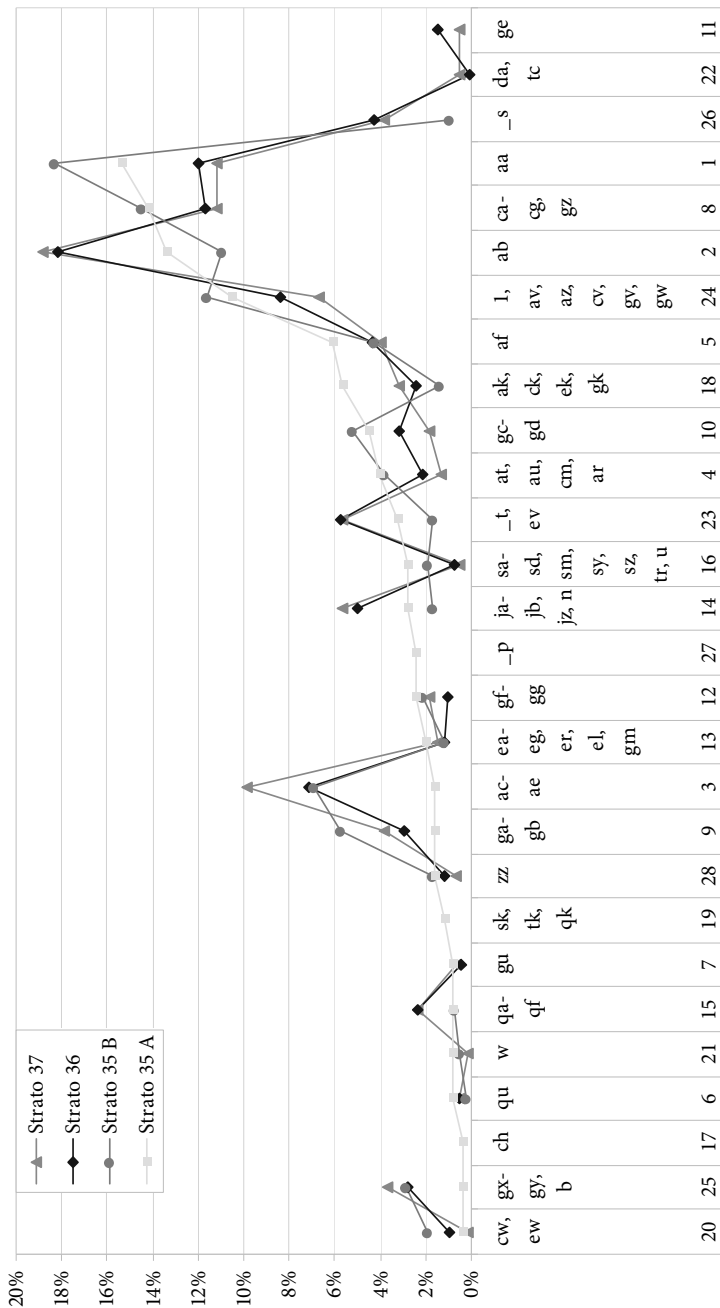 20%
18%
16%
14%
12%
10%
8%
6%
4%
2%
0%
Strato 37
Strato 36
Strato 35 B
Strato 35 A
cw,
ew
20
gx-
gy,
b
25
ch
17
qu
6
w
21
qa-
qf
15
gu
7
sk,
tk,
qk
19
zz
28
ga-
gb
9
ac-
ae
3
ea-
eg,
er,
el,
gm
13
gf-
gg
12
_p
27
ja-
jb,
jz, n
14
sa-
sd,
sm,
sy,
sz,
tr, u
16
_t,
ev
23
at,
au,
cm,
ar
4
gc-
gd
10
ak,
ck,
ek,
gk
18
af
5
l,
av,
az,
cv,
gv,
gw
24
ab
2
ca-
cg,
gz
8
aa
1
_s
26
da,
tc
22
ge
11